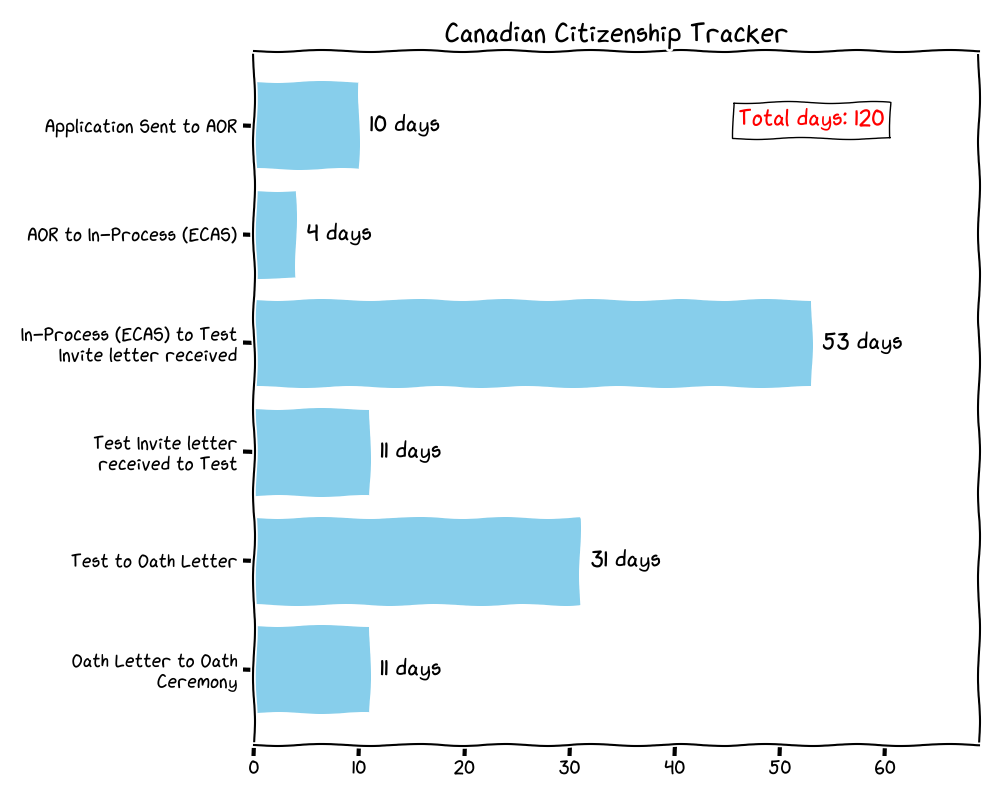 Canadian Citizenship Tracker
Total days: 120
Application Sent to AOR
10 days
AOR to In-Process (ECAS)
4 days
In-Process (ECAS) to Test
Invite letter received
53 days
Test Invite letter
received to Test
11 days
Test to Oath Letter
31 days
Oath Letter to Oath
Ceremony
11 days
0 10 20 30 40 50 60